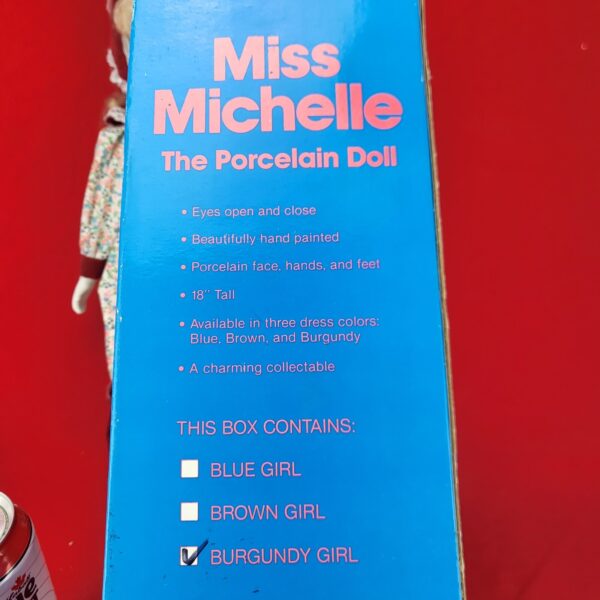 Miss
Michelle
The Porcelain Doll
• Eyes open and close
• Beautifully hand painted
• Porcelain face, hands, and feet
• 18" Tall
• Available in three dress colors:
Blue, Brown, and Burgundy
• A charming collectable
THIS BOX CONTAINS:
BLUE GIRL
BROWN GIRL
BURGUNDY GIRL